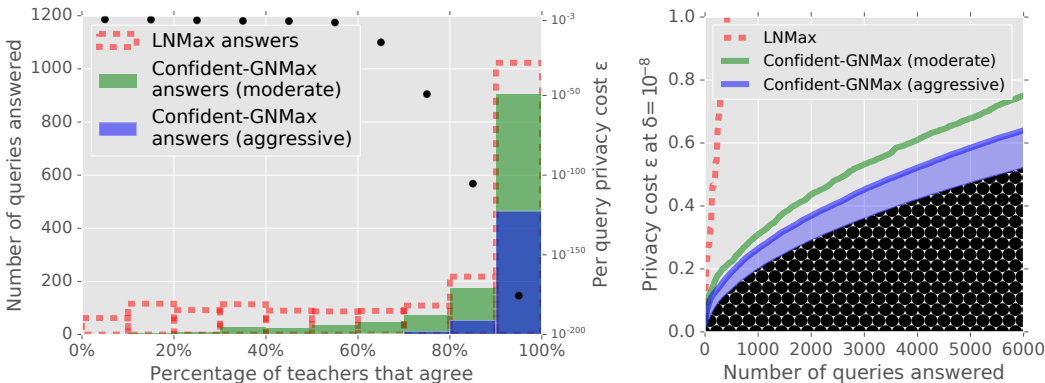 1200
1000
800
600
400
200
0
Number of queries answered
LNMax answers
Confident-GNMax
answers (moderate)
Confident-GNMax
answers (aggressive)
10-3
10-50
10-100
10-150
10-200
Per query privacy cost ε
0%
20%
40%
60%
80%
100%
Percentage of teachers that agree
1.0
0.8
0.6
0.4
0.2
0.0
Privacy cost ε at δ=10-8
LNMax
Confident-GNMax (moderate)
Confident-GNMax (aggressive)
0
1000
2000
3000
4000
5000
6000
Number of queries answered